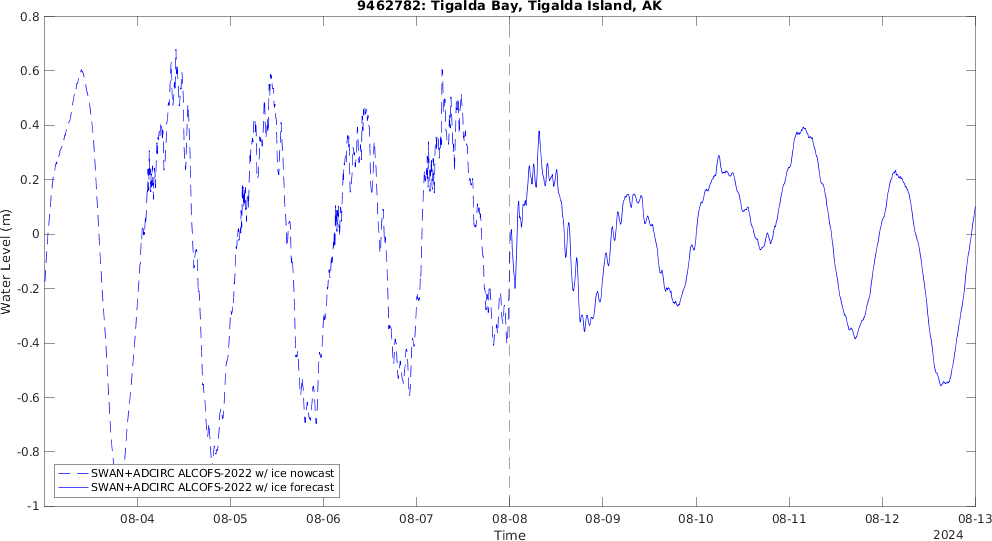 9462782: Tigalda Bay, Tigalda Island, AK
0.8
0.6
0.4
0.2
0
-0.2
-0.4
-0.6
-0.8
-1
Water Level (m)
SWAN+ADCIRC ALCOFS-2022 w/ ice nowcast
SWAN+ADCIRC ALCOFS-2022 w/ ice forecast
08-04 08-05 08-06 08-07 08-08 08-09 08-10 08-11 08-12 08-13
Time
2024